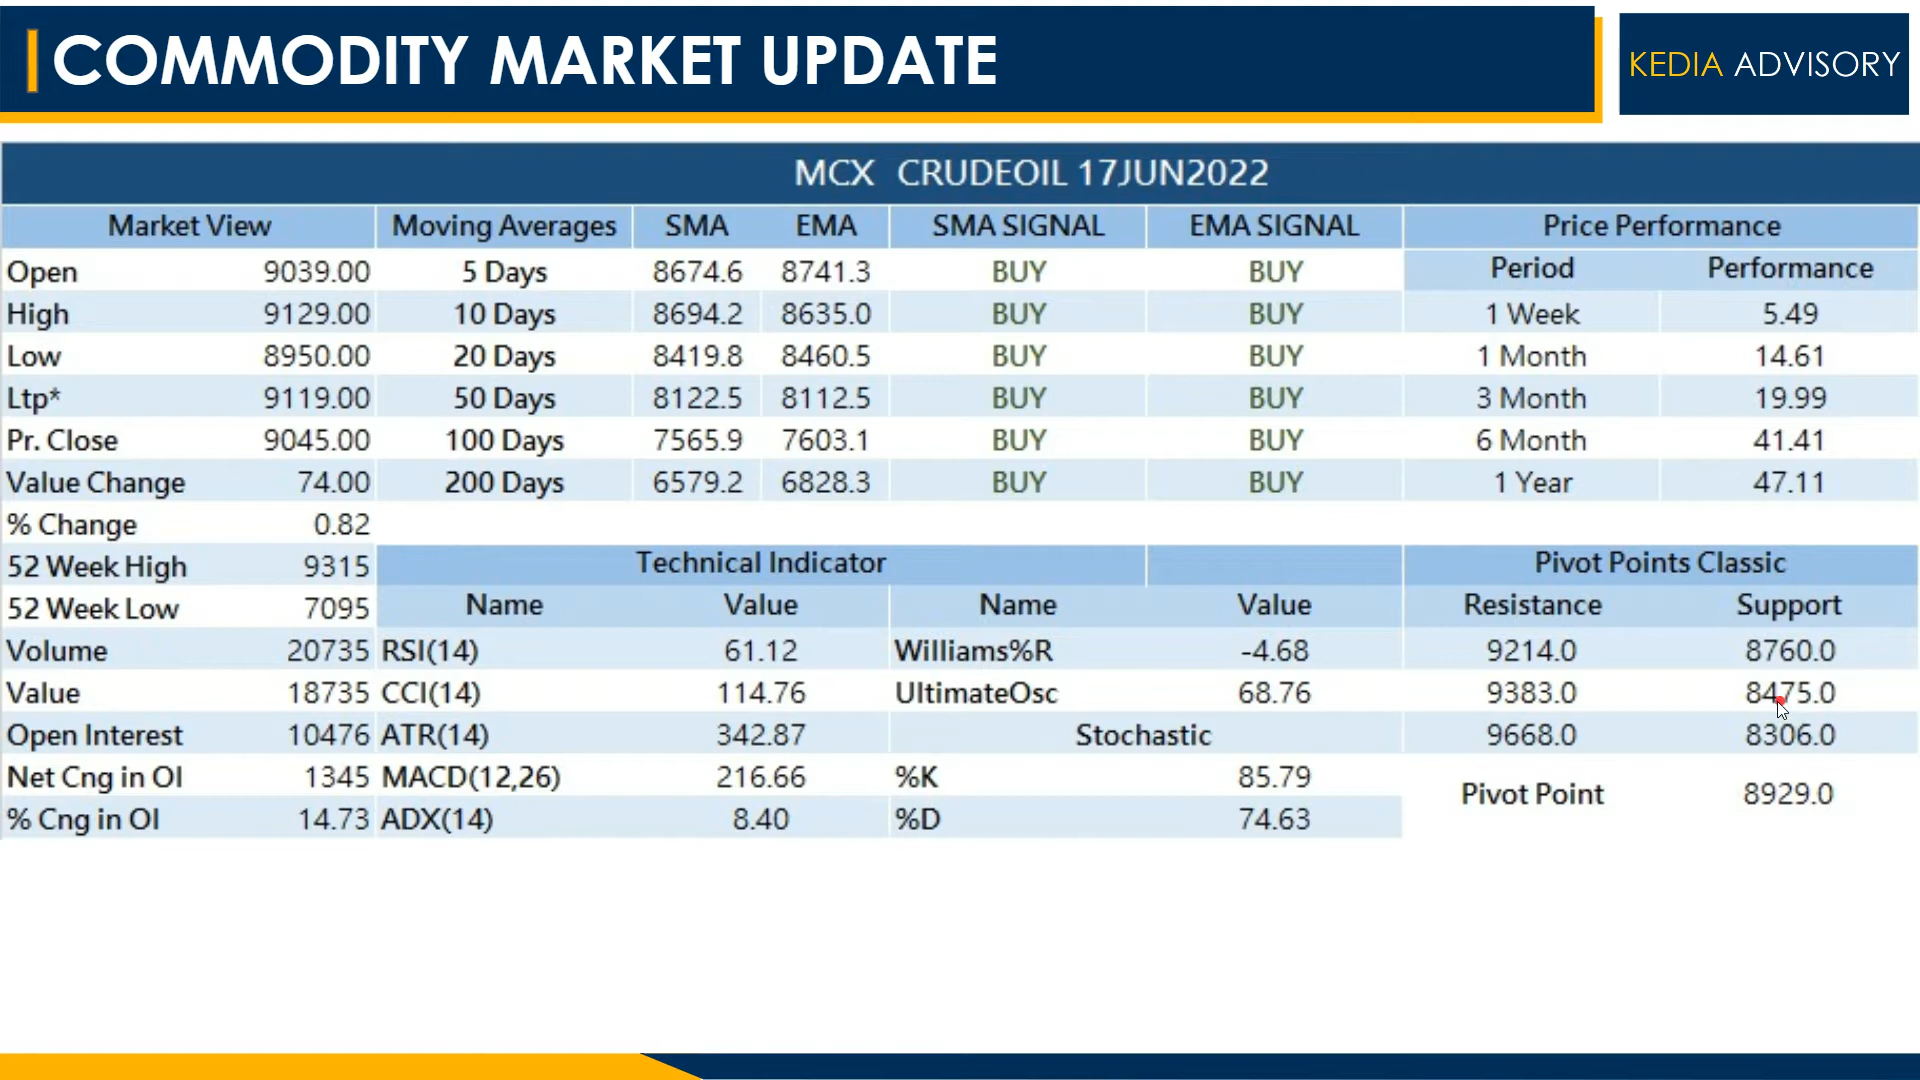 COMMODITY MARKET UPDATE
KEDIA ADVISORY
MCX CRUDEOIL 17JUN2022
Market View Moving Averages SMA EMA SMA SIGNAL EMA SIGNAL Price Performance
Open 9039.00 5 Days 8674.6 8741.3 BUY BUY Period Performance
High 9129.00 10 Days 8694.2 8635.0 BUY BUY 1 Week 5.49
Low 8950.00 20 Days 8419.8 8460.5 BUY BUY 1 Month 14.61
Ltp* 9119.00 50 Days 8122.5 8112.5 BUY BUY 3 Month 19.99
Pr. Close 9045.00 100 Days 7565.9 7603.1 BUY BUY 6 Month 41.41
Value Change 74.00 200 Days 6579.2 6828.3 BUY BUY 1 Year 47.11
% Change 0.82
52 Week High 9315 Technical Indicator Pivot Points Classic
52 Week Low 7095 Name Value Name Value Resistance Support
Volume 20735 RSI(14) 61.12 Williams%R -4.68 9214.0 8760.0
Value 18735 CCI(14) 114.76 UltimateOsc 68.76 9383.0 8475.0
Open Interest 10476 ATR(14) 342.87 Stochastic 9668.0 8306.0
Net Cng in OI 1345 MACD(12,26) 216.66 %K 85.79 Pivot Point 8929.0
% Cng in OI 14.73 ADX(14) 8.40 %D 74.63